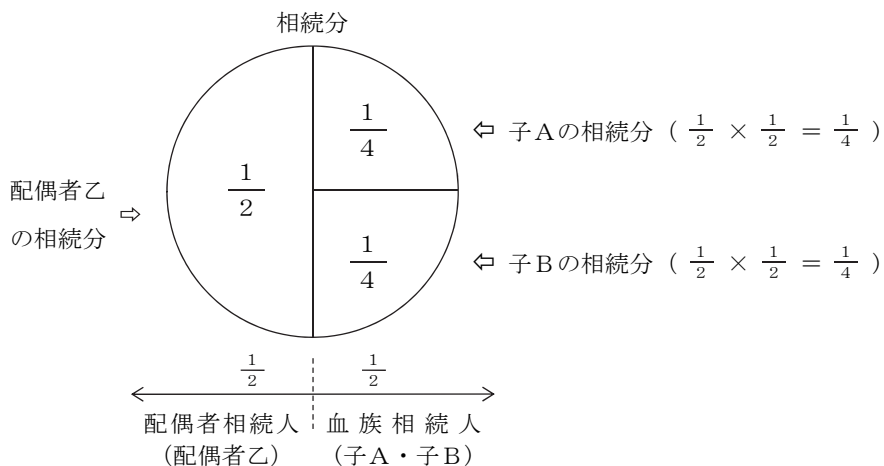 相続分
1/4
⇦ 子Aの相続分（ 1/2 × 1/2 = 1/4 ）
1/2
配偶者乙
の相続分 ⇨
1/4
⇦ 子Bの相続分（ 1/2 × 1/2 = 1/4 ）
1/2 1/2
配偶者相続人 血族相続人
（配偶者乙） （子A・子B）